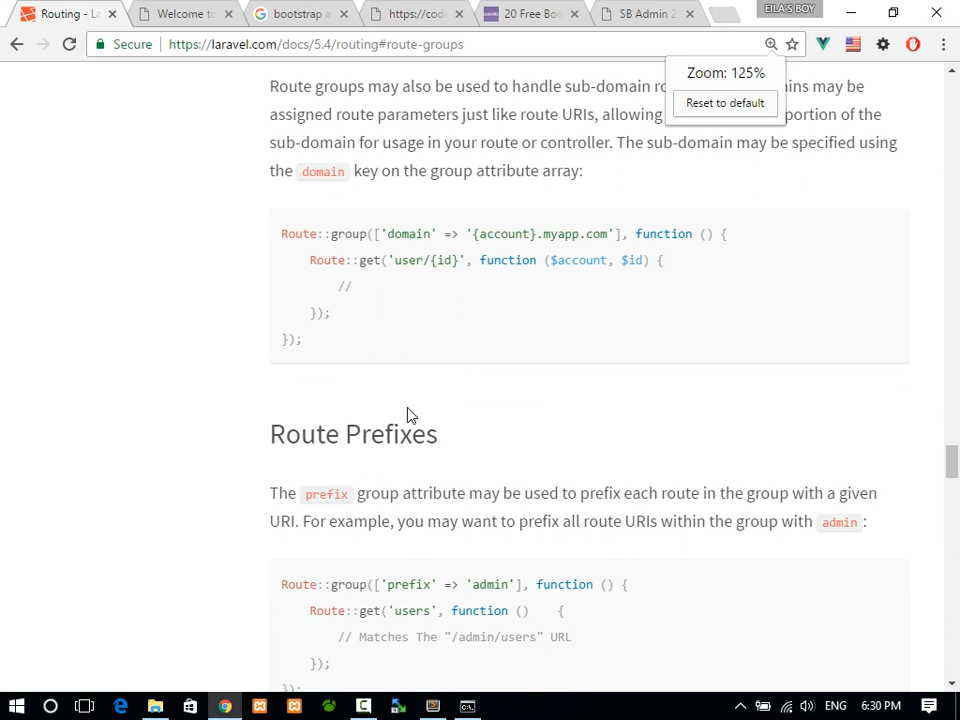 Routing - La
Welcome to
bootstrap a
https://code
20 Free Boo
SB Admin 2
EILA'S BOY
Secure
https://laravel.com/docs/5.4/routing#route-groups
Zoom: 125%
Reset to default
Route groups may also be used to handle sub-domain ro
ins may be
assigned route parameters just like route URIs, allowing
portion of the
sub-domain for usage in your route or controller. The sub-domain may be specified using
the domain key on the group attribute array:
Route::group(['domain' => '{account}.myapp.com'], function () {
Route::get('user/{id}', function ($account, $id) {
//
});
});
Route Prefixes
The prefix group attribute may be used to prefix each route in the group with a given
URI. For example, you may want to prefix all route URIs within the group with admin:
Route::group(['prefix' => 'admin'], function () {
Route::get('users', function () {
// Matches The "/admin/users" URL
});
});
ENG
6:30 PM